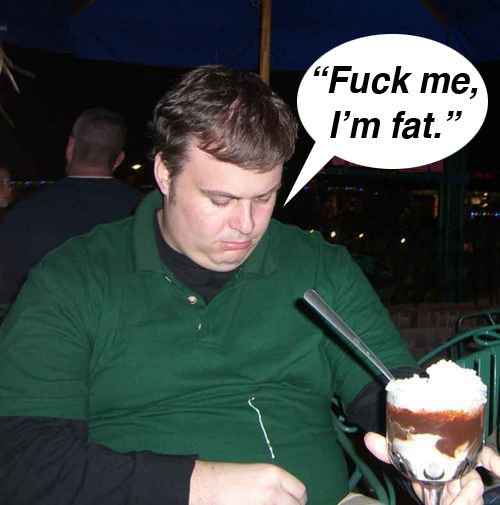 “Fuck me,
I’m fat.”